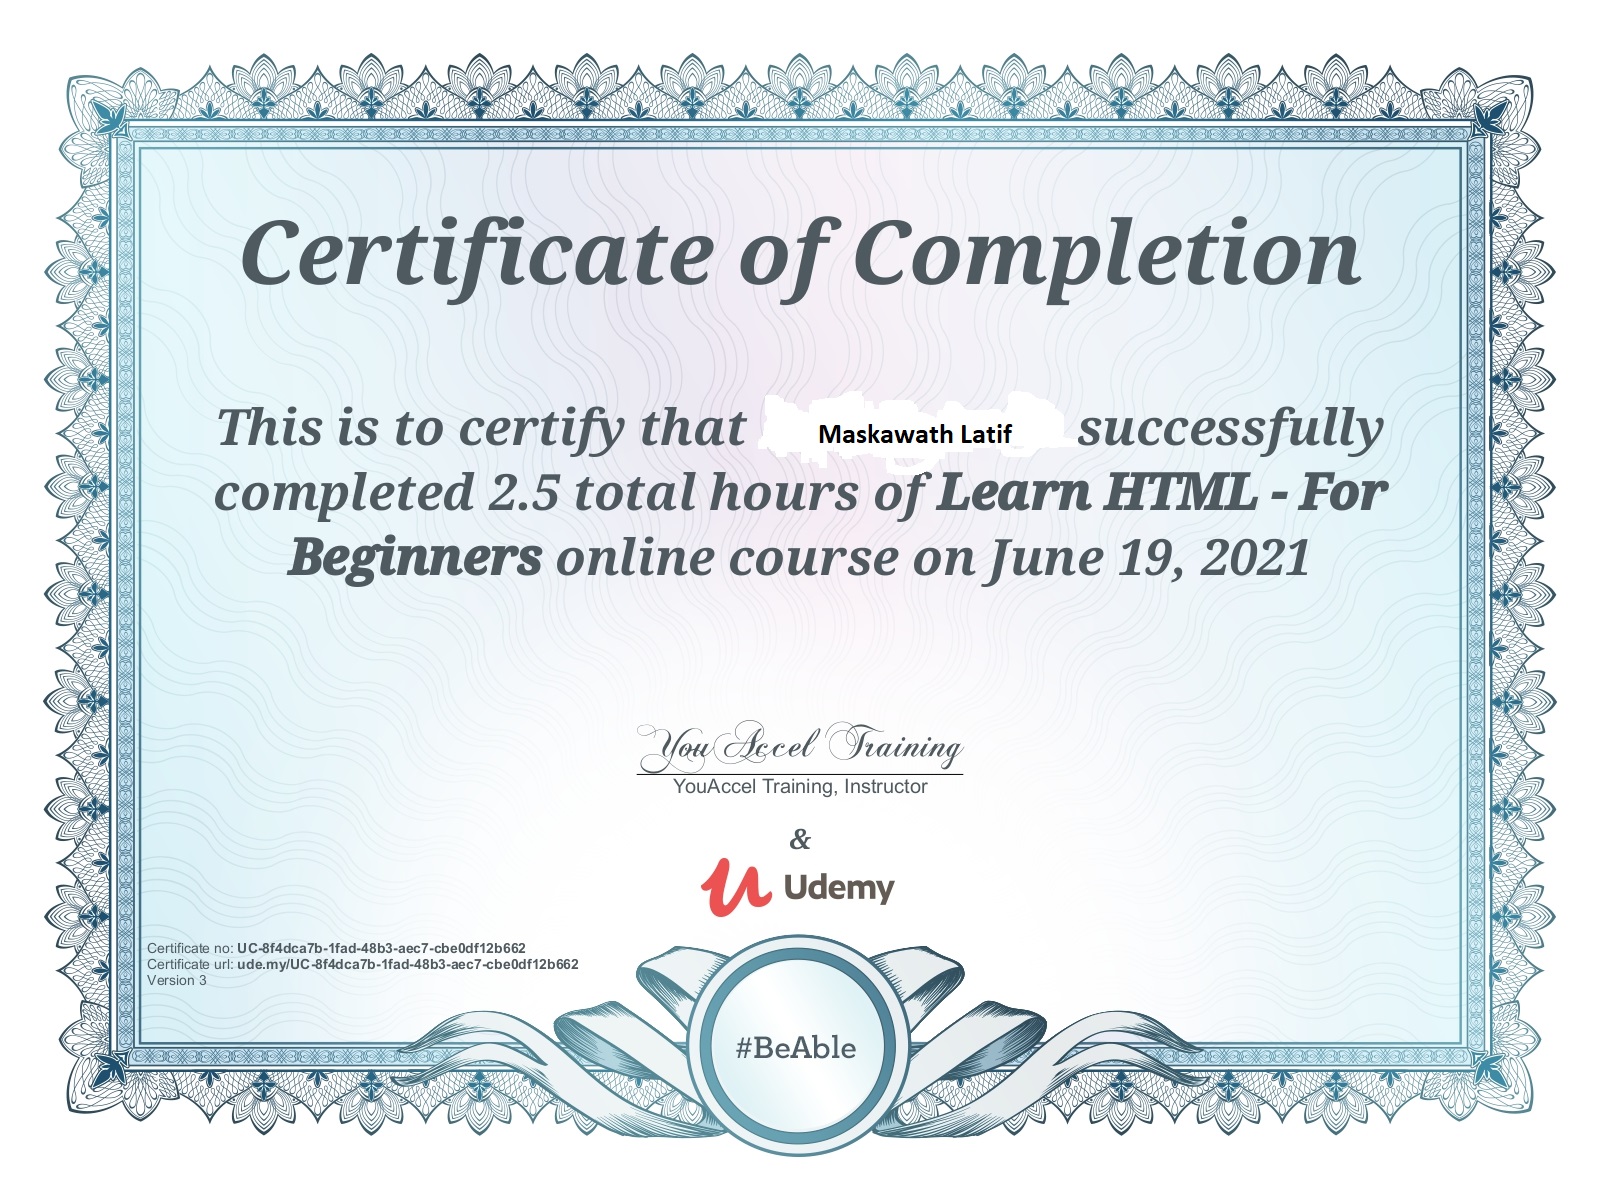 Certificate of Completion
This is to certify that Maskawath Latif successfully
completed 2.5 total hours of Learn HTML - For
Beginners online course on June 19, 2021
YouAccel Training
YouAccel Training, Instructor
&
Udemy
Certificate no: UC-8f4dca7b-1fad-48b3-aec7-cbe0df12b662
Certificate url: ude.my/UC-8f4dca7b-1fad-48b3-aec7-cbe0df12b662
Version 3
#BeAble